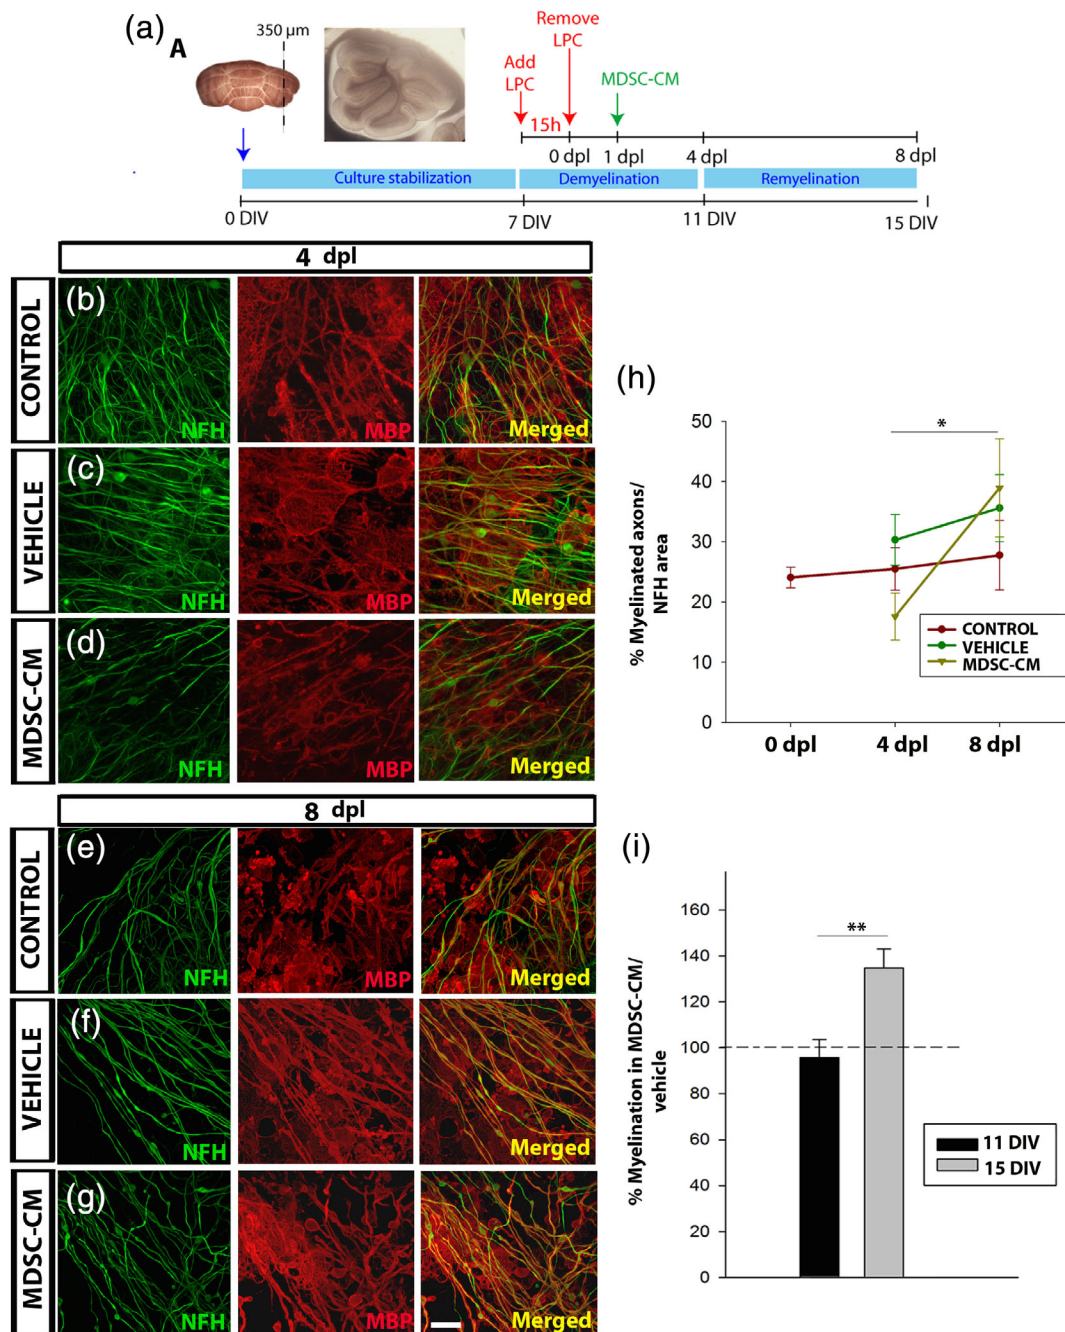 (a)
A
350 µm
Add
LPC
Remove
LPC
MDSC-CM
15h
0 dpl
1 dpl
4 dpl
8 dpl
Culture stabilization
Demyelination
Remyelination
0 DIV
7 DIV
11 DIV
15 DIV
4 dpl
CONTROL
(b)
NFH
MBP
Merged
VEHICLE
(c)
NFH
MBP
Merged
MDSC-CM
(d)
NFH
MBP
Merged
8 dpl
CONTROL
(e)
NFH
MBP
Merged
VEHICLE
(f)
NFH
MBP
Merged
MDSC-CM
(g)
NFH
MBP
Merged
(h)
% Myelinated axons/
NFH area
50
40
30
20
10
0
*
CONTROL
VEHICLE
MDSC-CM
0 dpl
4 dpl
8 dpl
(i)
% Myelination in MDSC-CM/
vehicle
160
140
120
100
80
60
40
20
0
**
11 DIV
15 DIV